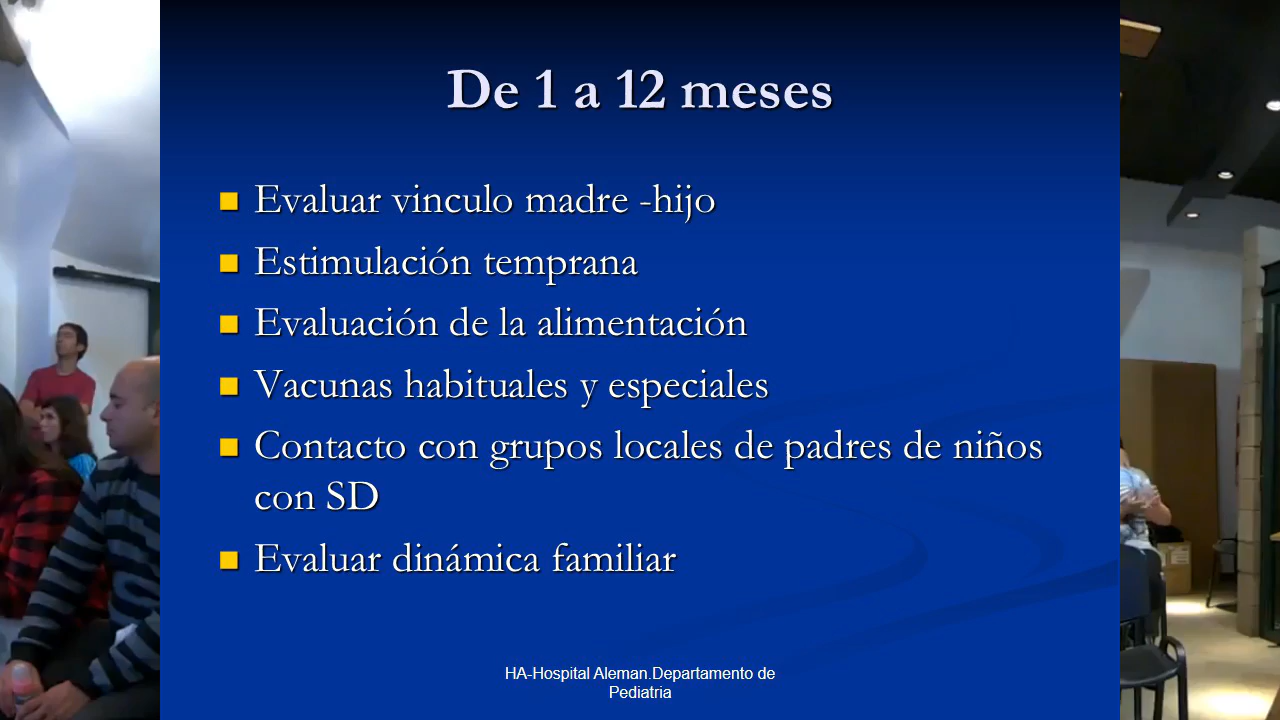 De 1 a 12 meses
Evaluar vinculo madre -hijo
Estimulación temprana
Evaluación de la alimentación
Vacunas habituales y especiales
Contacto con grupos locales de padres de niños
con SD
Evaluar dinámica familiar
HA-Hospital Aleman.Departamento de
Pediatria